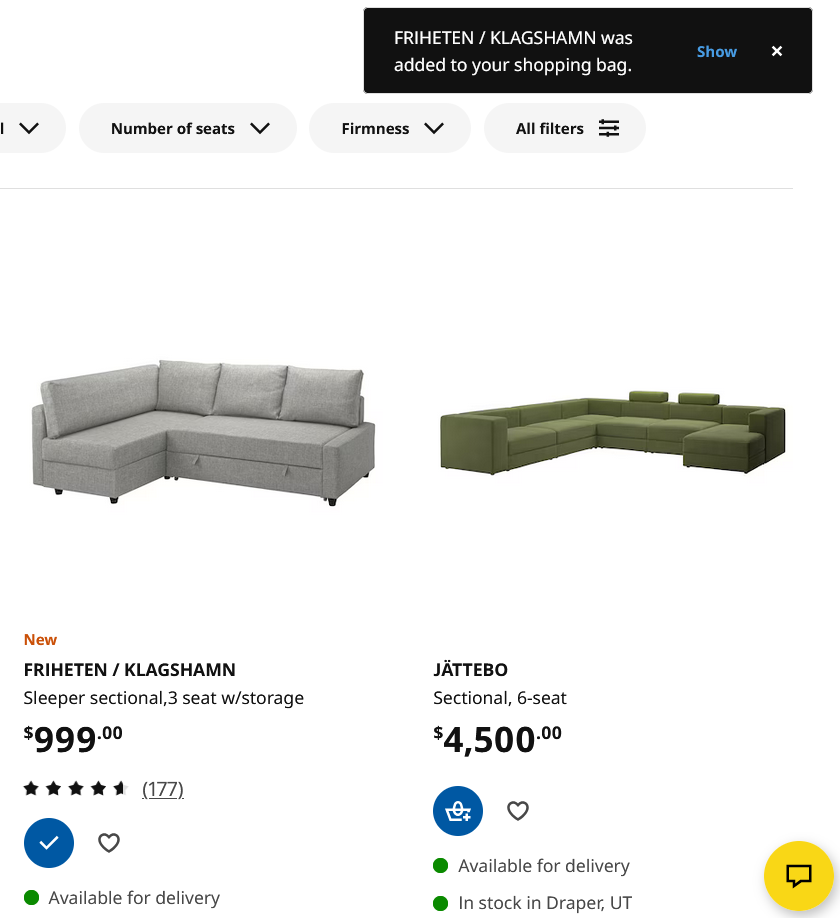 FRIHETEN / KLAGSHAMN was
added to your shopping bag.
Show
l
Number of seats
Firmness
All filters
New
FRIHETEN / KLAGSHAMN
Sleeper sectional,3 seat w/storage
$999.00
(177)
Available for delivery
JÄTTEBO
Sectional, 6-seat
$4,500.00
Available for delivery
In stock in Draper, UT